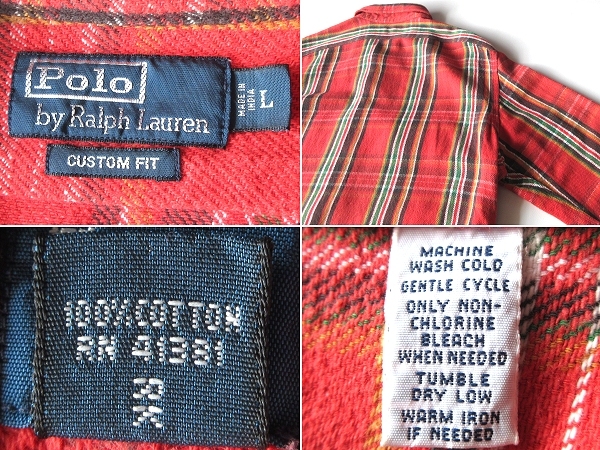 Polo
by Ralph Lauren
MADE IN
INDIA
L
CUSTOM FIT
100%COTTON
RN 41381
RK
MACHINE
WASH COLD
GENTLE CYCLE
ONLY NON-
CHLORINE
BLEACH
WHEN NEEDED
TUMBLE
DRY LOW
WARM IRON
IF NEEDED